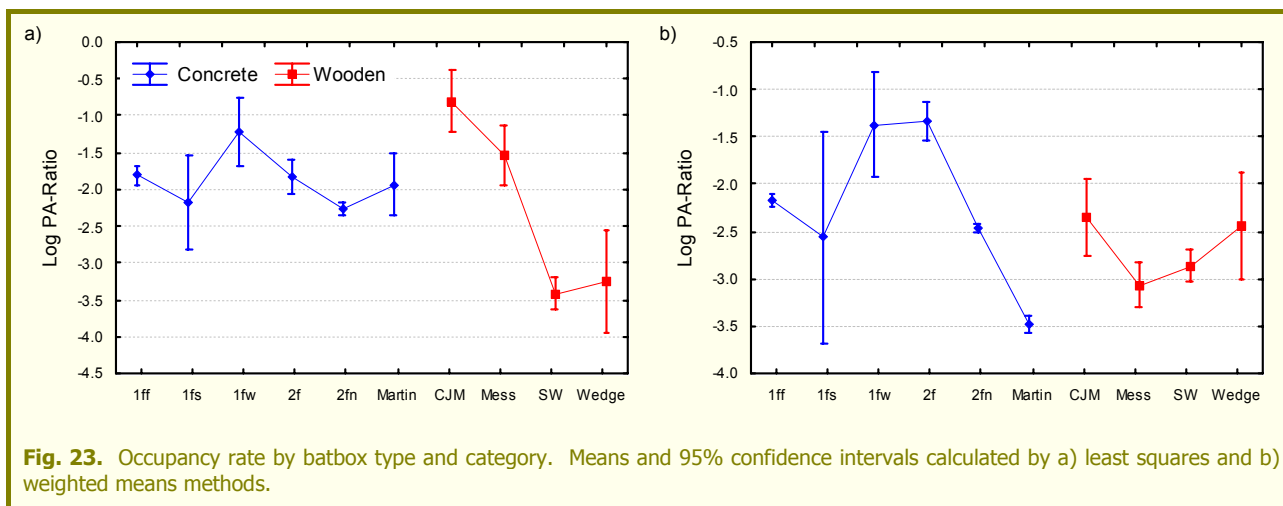 a)
Log PA-Ratio
0.0
-0.5
-1.0
-1.5
-2.0
-2.5
-3.0
-3.5
-4.0
-4.5
Concrete Wooden
1ff 1fs 1fw 2f 2fn Martin CJM Mess SW Wedge
b)
Log PA-Ratio
-0.5
-1.0
-1.5
-2.0
-2.5
-3.0
-3.5
-4.0
1ff 1fs 1fw 2f 2fn Martin CJM Mess SW Wedge
Fig. 23. Occupancy rate by batbox type and category. Means and 95% confidence intervals calculated by a) least squares and b)
weighted means methods.